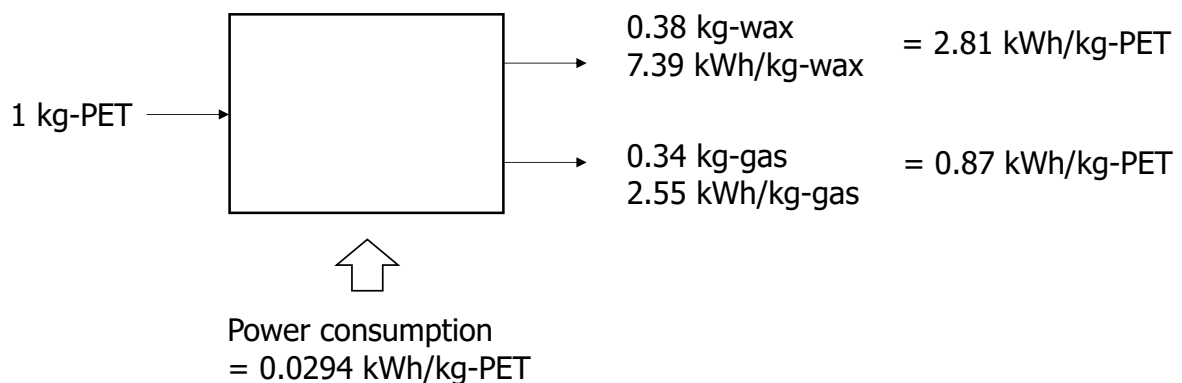 1 kg-PET
0.38 kg-wax
7.39 kWh/kg-wax
= 2.81 kWh/kg-PET
0.34 kg-gas
2.55 kWh/kg-gas
= 0.87 kWh/kg-PET
Power consumption
= 0.0294 kWh/kg-PET